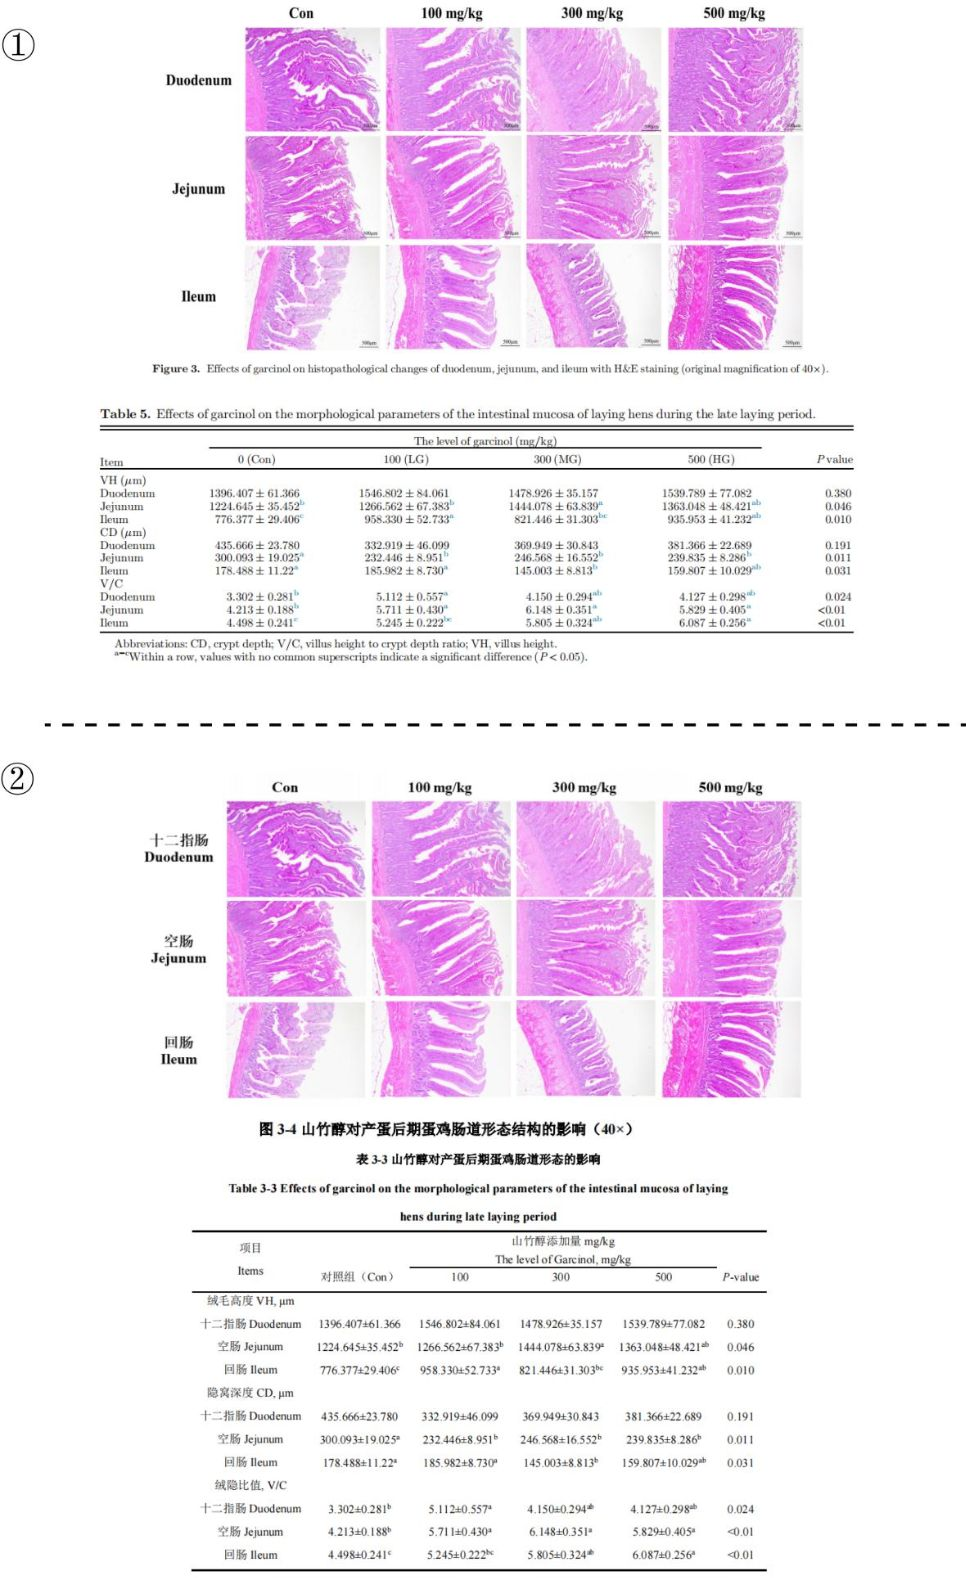 ①
Con 100 mg/kg 300 mg/kg 500 mg/kg
Duodenum
500μm 500μm 500μm 500μm
Jejunum
500μm 500μm 500μm 500μm
Ileum
500μm 500μm 500μm 500μm
Figure 3. Effects of garcinol on histopathological changes of duodenum, jejunum, and ileum with H&E staining (original magnification of 40×).
Table 5. Effects of garcinol on the morphological parameters of the intestinal mucosa of laying hens during the late laying period.
The level of garcinol (mg/kg)
Item 0 (Con) 100 (LG) 300 (MG) 500 (HG) P value
VH (μm)
Duodenum 1396.407 ± 61.366 1546.802 ± 84.061 1478.926 ± 35.157 1539.789 ± 77.082 0.380
Jejunum 1224.645 ± 35.452b 1266.562 ± 67.383b 1444.078 ± 63.839a 1363.048 ± 48.421ab 0.046
Ileum 776.377 ± 29.406c 958.330 ± 52.733a 821.446 ± 31.303bc 935.953 ± 41.232ab 0.010
CD (μm)
Duodenum 435.666 ± 23.780 332.919 ± 46.099 369.949 ± 30.843 381.366 ± 22.689 0.191
Jejunum 300.093 ± 19.025a 232.446 ± 8.951b 246.568 ± 16.552b 239.835 ± 8.286b 0.011
Ileum 178.488 ± 11.22a 185.982 ± 8.730a 145.003 ± 8.813b 159.807 ± 10.029ab 0.031
V/C
Duodenum 3.302 ± 0.281b 5.112 ± 0.557a 4.150 ± 0.294ab 4.127 ± 0.298ab 0.024
Jejunum 4.213 ± 0.188b 5.711 ± 0.430a 6.148 ± 0.351a 5.829 ± 0.405a <0.01
Ileum 4.498 ± 0.241c 5.245 ± 0.222bc 5.805 ± 0.324ab 6.087 ± 0.256a <0.01
Abbreviations: CD, crypt depth; V/C, villus height to crypt depth ratio; VH, villus height.
a–cWithin a row, values with no common superscripts indicate a significant difference (P < 0.05).
②
Con 100 mg/kg 300 mg/kg 500 mg/kg
十二指肠
Duodenum
空肠
Jejunum
回肠
Ileum
图 3-4 山竹醇对产蛋后期蛋鸡肠道形态结构的影响（40×）
表 3-3 山竹醇对产蛋后期蛋鸡肠道形态的影响
Table 3-3 Effects of garcinol on the morphological parameters of the intestinal mucosa of laying
hens during late laying period
项目 山竹醇添加量 mg/kg
Items The level of Garcinol, mg/kg
对照组（Con） 100 300 500 P-value
绒毛高度 VH, μm
十二指肠 Duodenum 1396.407±61.366 1546.802±84.061 1478.926±35.157 1539.789±77.082 0.380
空肠 Jejunum 1224.645±35.452b 1266.562±67.383b 1444.078±63.839a 1363.048±48.421ab 0.046
回肠 Ileum 776.377±29.406c 958.330±52.733a 821.446±31.303bc 935.953±41.232ab 0.010
隐窝深度 CD, μm
十二指肠 Duodenum 435.666±23.780 332.919±46.099 369.949±30.843 381.366±22.689 0.191
空肠 Jejunum 300.093±19.025a 232.446±8.951b 246.568±16.552b 239.835±8.286b 0.011
回肠 Ileum 178.488±11.22a 185.982±8.730a 145.003±8.813b 159.807±10.029ab 0.031
绒隐比值, V/C
十二指肠 Duodenum 3.302±0.281b 5.112±0.557a 4.150±0.294ab 4.127±0.298ab 0.024
空肠 Jejunum 4.213±0.188b 5.711±0.430a 6.148±0.351a 5.829±0.405a <0.01
回肠 Ileum 4.498±0.241c 5.245±0.222bc 5.805±0.324ab 6.087±0.256a <0.01